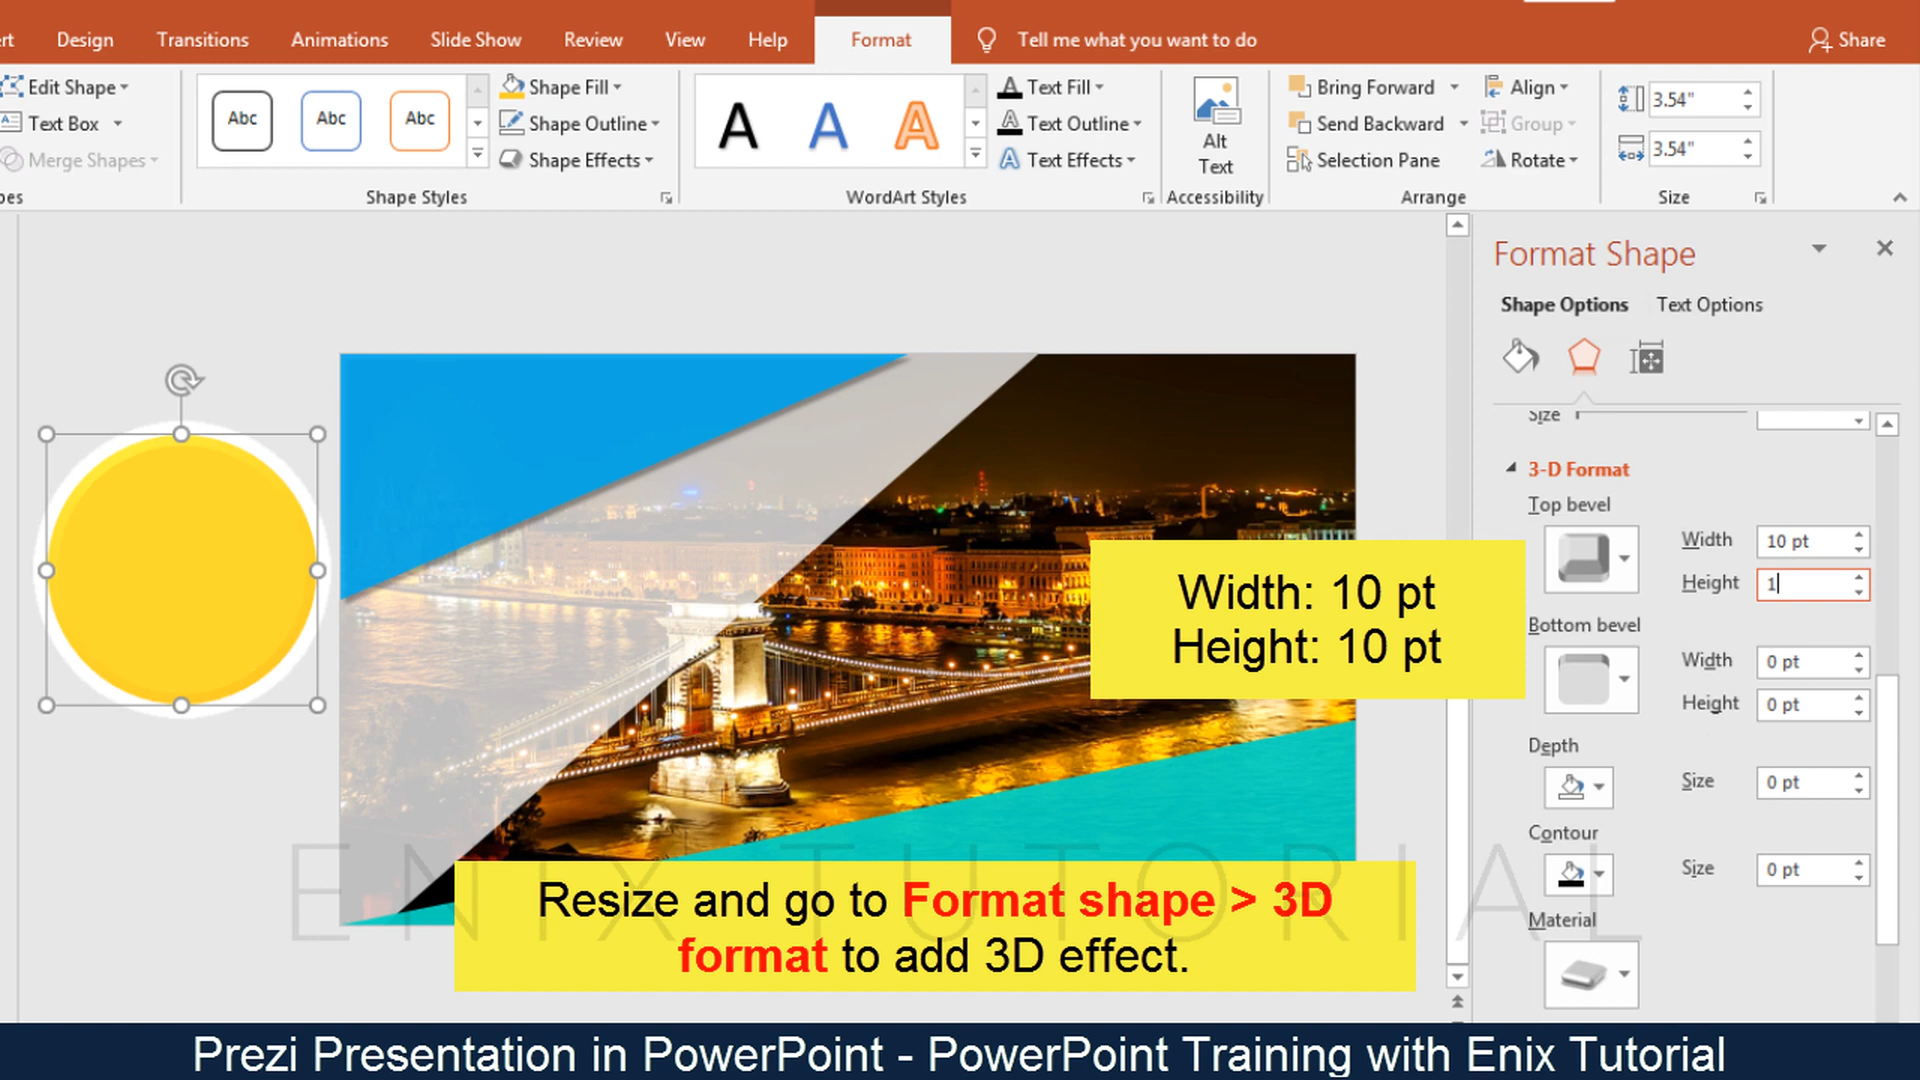 rt Design Transitions Animations Slide Show Review View Help Format Tell me what you want to do Share
Edit Shape
Text Box
Merge Shapes
pes
Abc Abc Abc
Shape Fill
Shape Outline
Shape Effects
Shape Styles
A A A
Text Fill
Text Outline
Text Effects
WordArt Styles
Alt
Text
Accessibility
Bring Forward
Send Backward
Selection Pane
Align
Group
Rotate
Arrange
3.54"
3.54"
Size
Format Shape
Shape Options Text Options
Size
3-D Format
Top bevel
Width 10 pt
Height 1
Bottom bevel
Width 0 pt
Height 0 pt
Depth
Size 0 pt
Contour
Size 0 pt
Material
Width: 10 pt
Height: 10 pt
ENIX TUTORIAL
Resize and go to Format shape > 3D
format to add 3D effect.
Prezi Presentation in PowerPoint - PowerPoint Training with Enix Tutorial